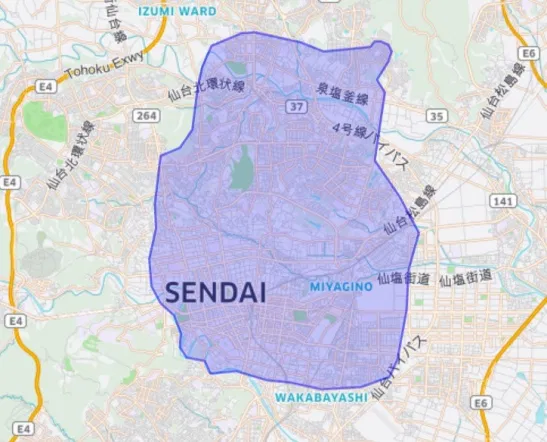 IZUMI WARD
仙台線
Tohoku Exwy
E4
仙台北環状線
264
37
泉塩釜線
35
仙台松島線
E6
4号線バイパス
仙台北環状線
E4
141
仙台松島線
仙塩街道
仙塩街道
MIYAGINO
SENDAI
E4
仙台バイパス
WAKABAYASHI
E6
E4